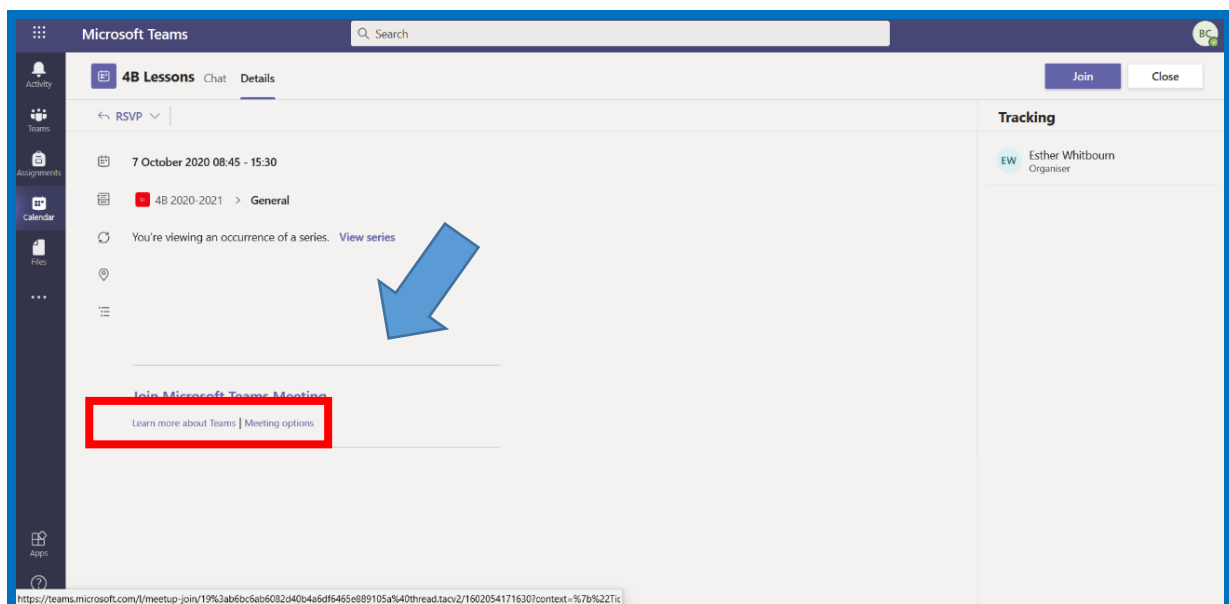 Microsoft Teams
Search
BC
Activity
Teams
Assignments
Calendar
Files
Apps
4B Lessons Chat Details
Join Close
RSVP
7 October 2020 08:45 - 15:30
4B 2020-2021 > General
You're viewing an occurrence of a series. View series
Join Microsoft Teams Meeting
Learn more about Teams | Meeting options
Tracking
EW Esther Whitbourn
Organiser
https://teams.microsoft.com/l/meetup-join/19%3ab6bc6ab6082d40b4a6df6465e889105a%40thread.tacv2/1602054171630?context=%7b%22Tic